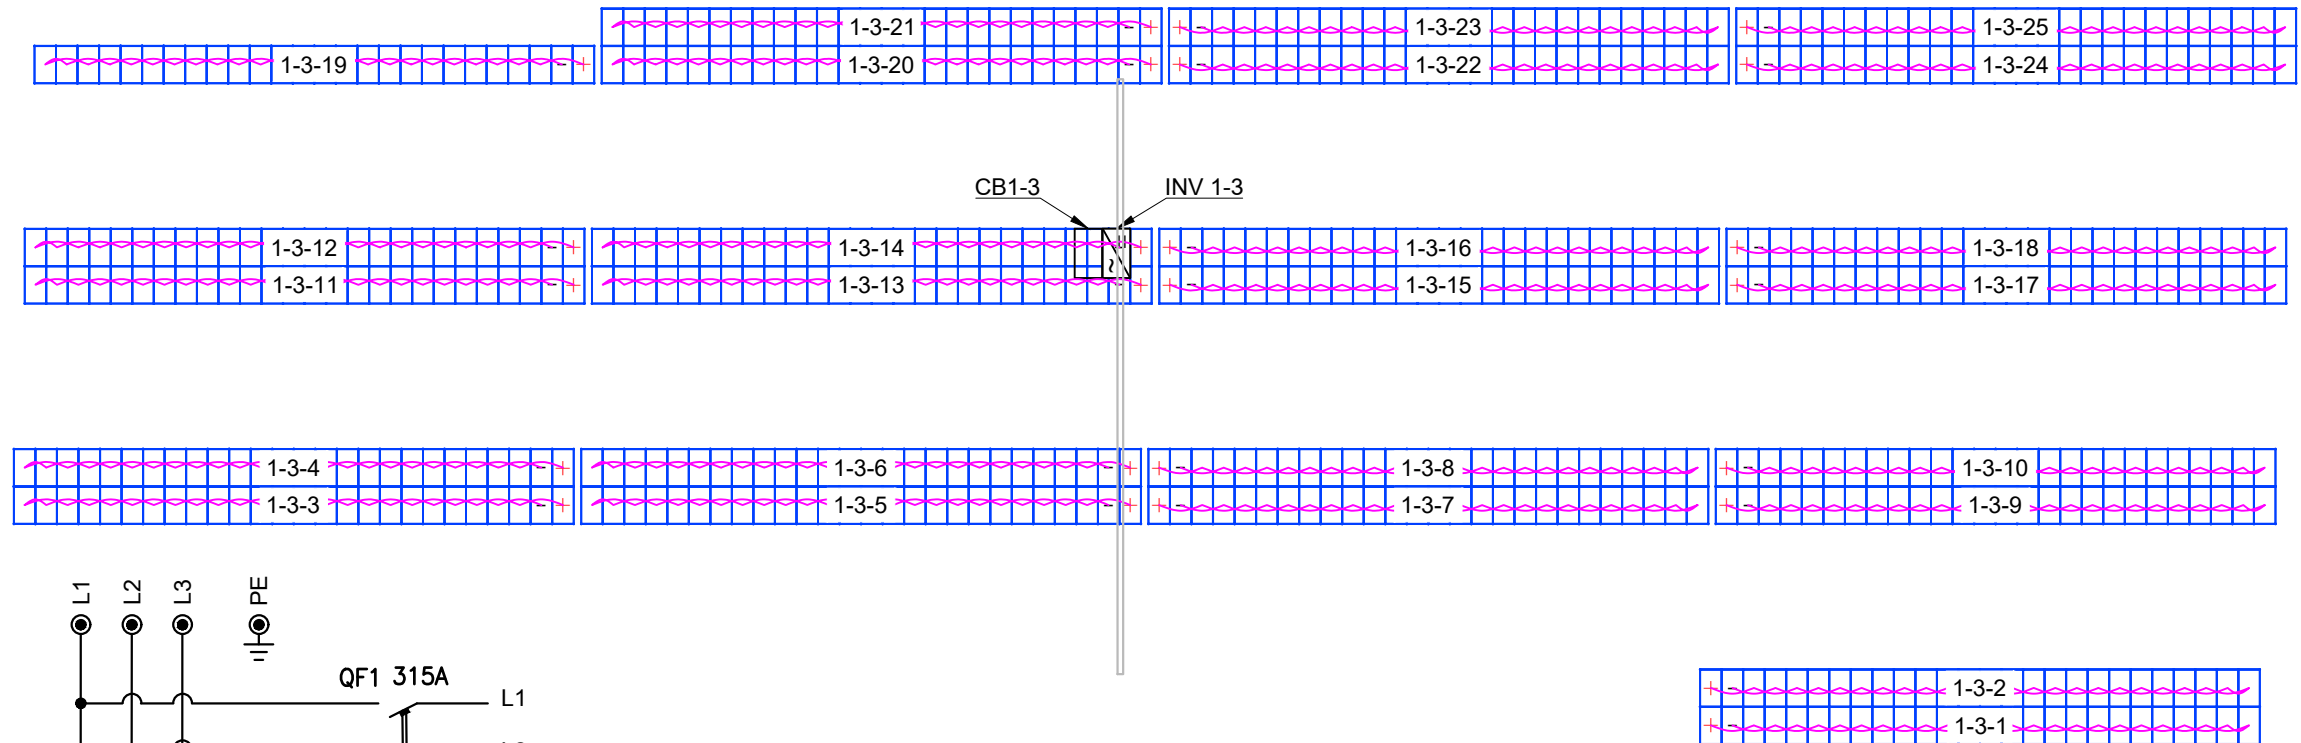 1-3-21 1-3-23 1-3-25
1-3-19 1-3-20 1-3-22 1-3-24
CB1-3 INV 1-3
1-3-12 1-3-14 1-3-16 1-3-18
1-3-11 1-3-13 1-3-15 1-3-17
1-3-4 1-3-6 1-3-8 1-3-10
1-3-3 1-3-5 1-3-7 1-3-9
L1 L2 L3 PE
QF1 315A
L1
1-3-2
1-3-1